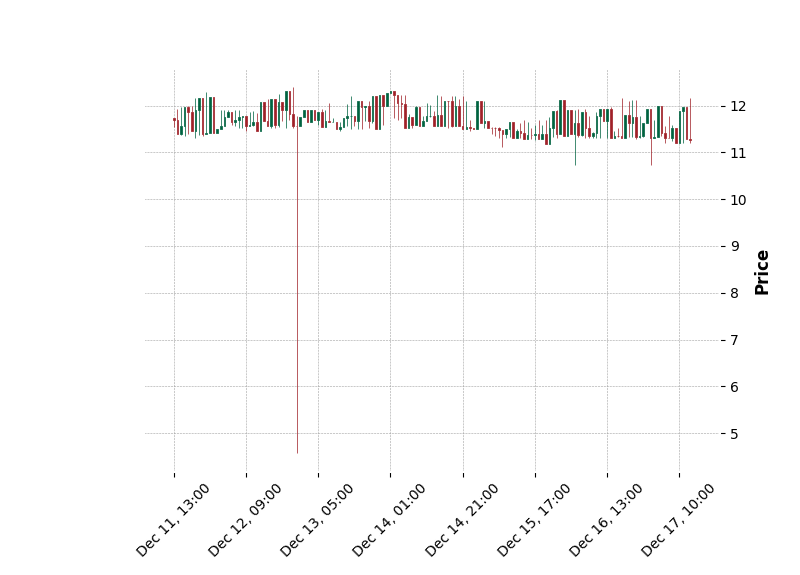 12
11
10
9
8
7
6
5
Price
Dec 11, 13:00
Dec 12, 09:00
Dec 13, 05:00
Dec 14, 01:00
Dec 14, 21:00
Dec 15, 17:00
Dec 16, 13:00
Dec 17, 10:00